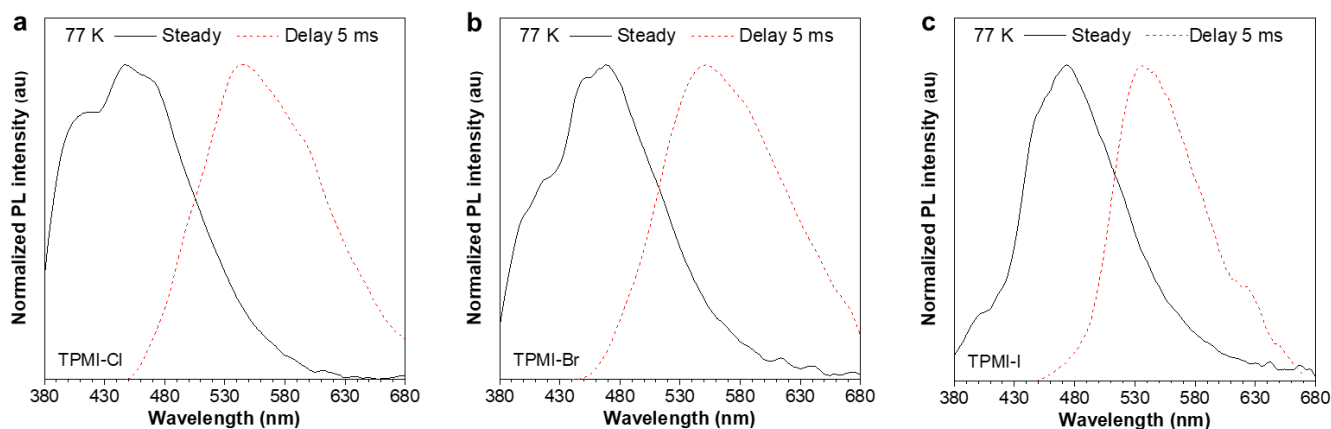 a
77 K Steady Delay 5 ms
Normalized PL intensity (au)
TPMI-Cl
380 430 480 530 580 630 680
Wavelength (nm)
b
77 K Steady Delay 5 ms
Normalized PL intensity (au)
TPMI-Br
380 430 480 530 580 630 680
Wavelength (nm)
c
77 K Steady Delay 5 ms
Normalized PL intensity (au)
TPMI-I
380 430 480 530 580 630 680
Wavelength (nm)